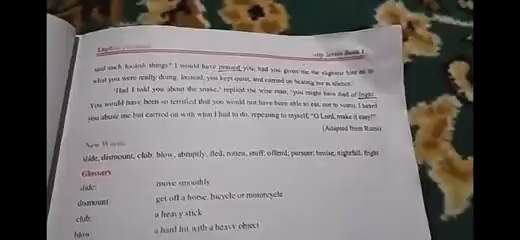 said such foolish things? I would have praised you, had you given me the slightest hint as to
what you were really doing. Instead, you kept quiet, and carried on beating me in silence.'
'Had I told you about the snake,' replied the wise man, 'you might have died of fright.
You would have been so terrified that you would not have been able to eat, nor to vomit. I heard
you abuse me but carried on with what I had to do, repeating to myself, "O Lord, make it easy!"'
(Adapted from Rumi)
New Words
slide, dismount, club, blow, abruptly, fled, rotten, stuff, offend, pursuer, bruise, nightfall, fright
Glossary
slide: move smoothly
dismount get off a horse, bicycle or motorcycle
club: a heavy stick
blow a hard hit with a heavy object